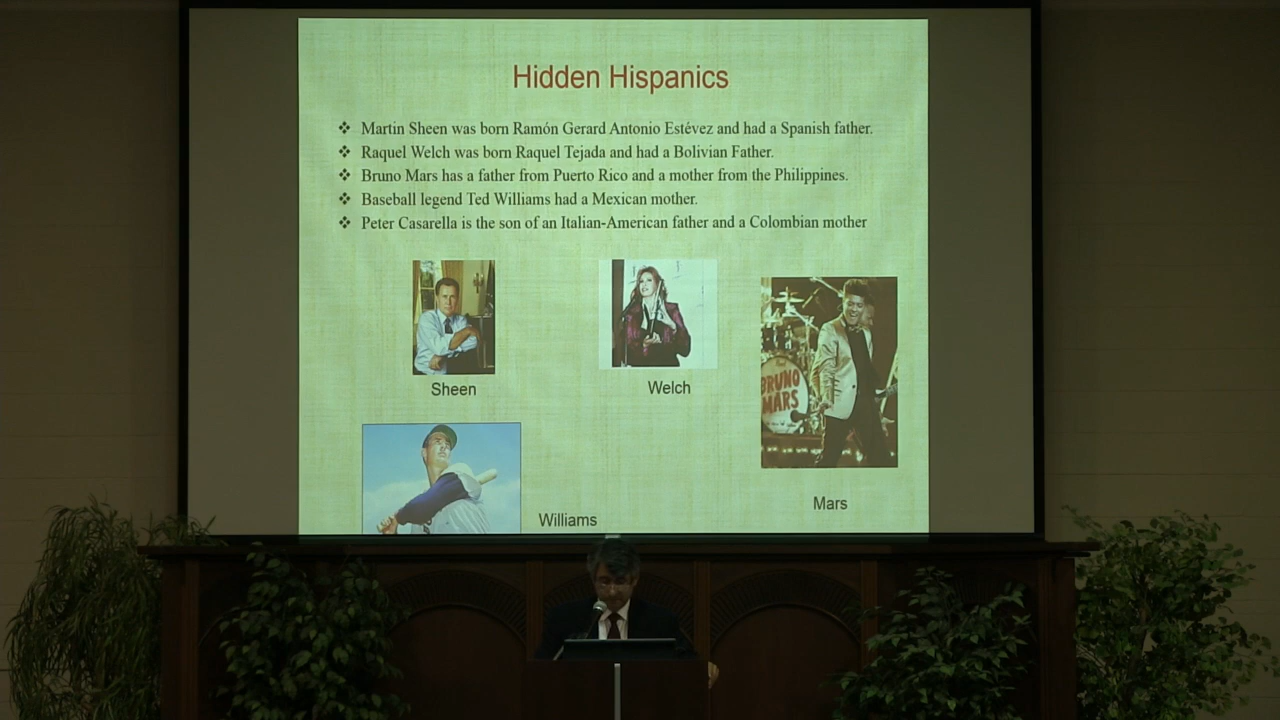 Hidden Hispanics
❖ Martin Sheen was born Ramón Gerard Antonio Estévez and had a Spanish father.
❖ Raquel Welch was born Raquel Tejada and had a Bolivian Father.
❖ Bruno Mars has a father from Puerto Rico and a mother from the Philippines.
❖ Baseball legend Ted Williams had a Mexican mother.
❖ Peter Casarella is the son of an Italian-American father and a Colombian mother
Sheen
Welch
BRUNO
MARS
Mars
Williams